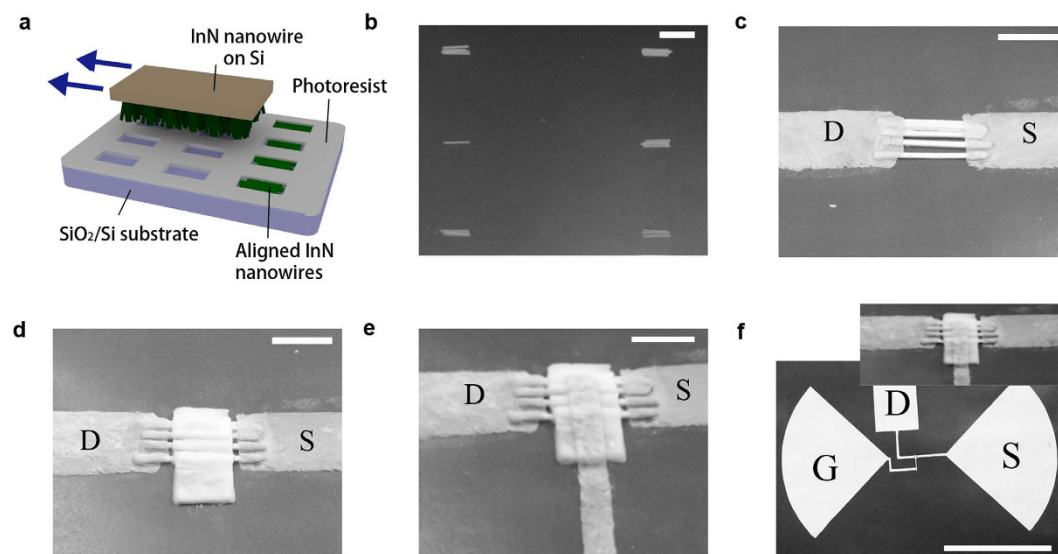 a
InN nanowire
on Si
Photoresist
SiO₂/Si substrate
Aligned InN
nanowires
b
c
D
S
d
D
S
e
D
S
f
D
G
S